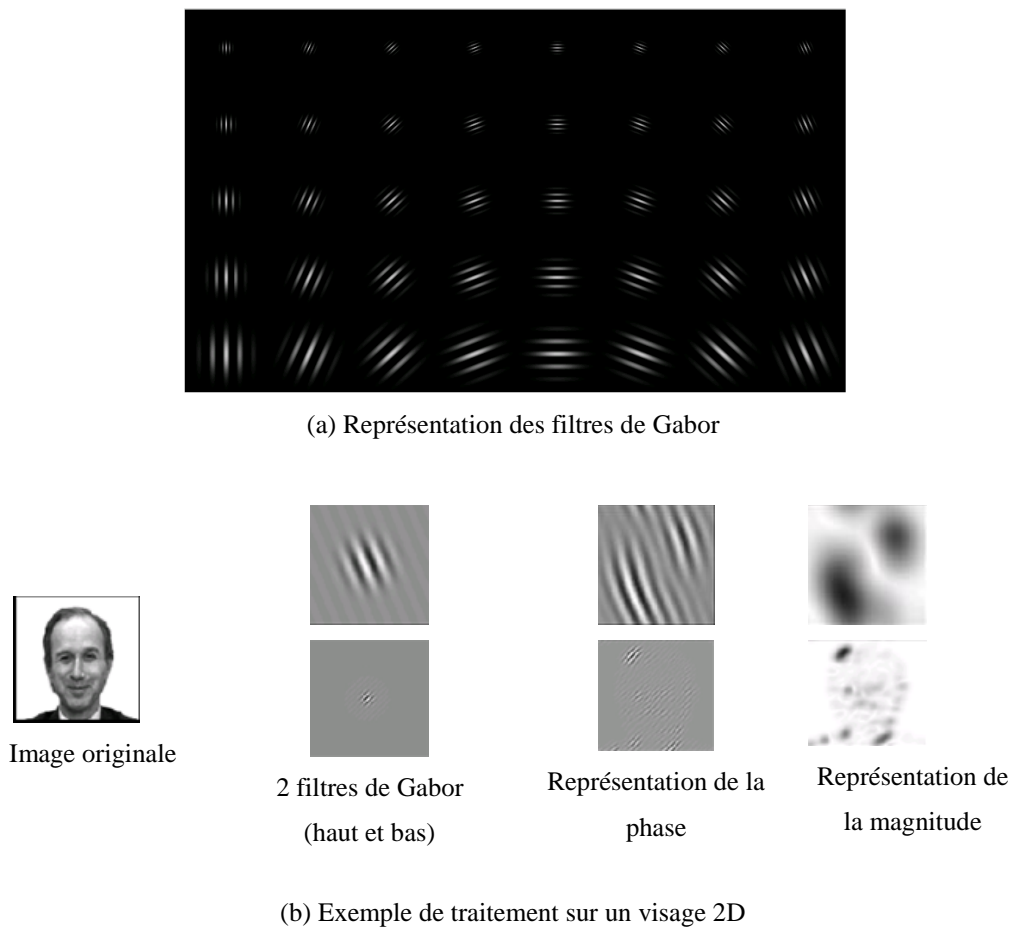 (a) Représentation des filtres de Gabor
Image originale
2 filtres de Gabor
(haut et bas)
Représentation de la
phase
Représentation de
la magnitude
(b) Exemple de traitement sur un visage 2D